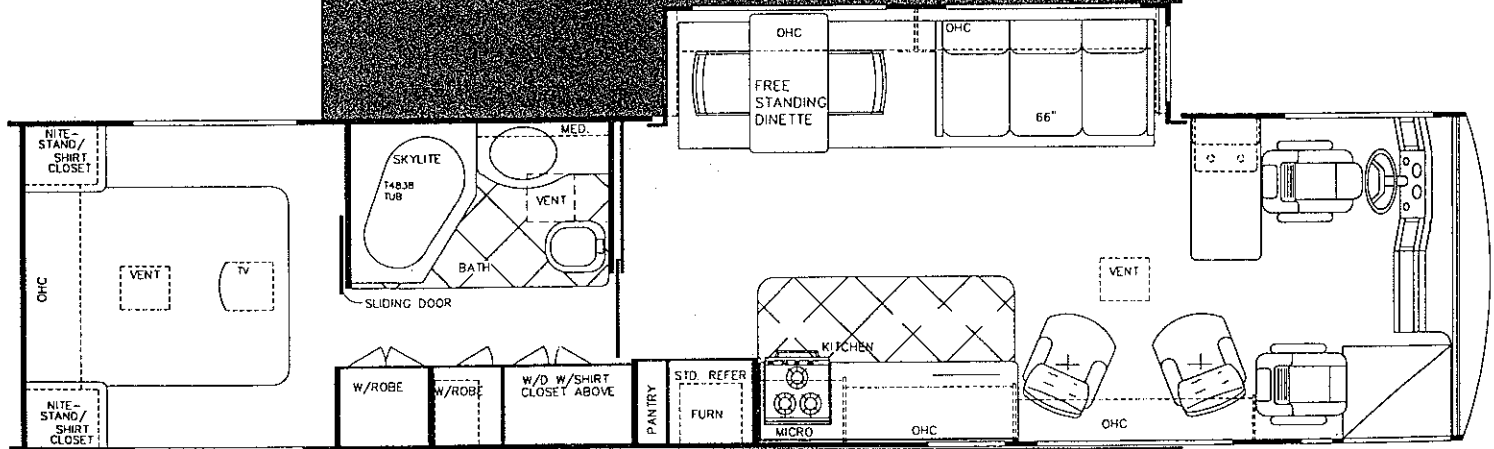 OHC
OHC
FREE
STANDING
DINETTE
66"
NITE-
STAND/
SHIRT
CLOSET
SKYLITE
T4838
TUB
MED.
VENT
BATH
OHC
VENT
TV
SLIDING DOOR
VENT
KITCHEN
NITE-
STAND/
SHIRT
CLOSET
W/ROBE
W/ROBE
W/D W/SHIRT
CLOSET ABOVE
PANTRY
STD. REFER
FURN
MICRO
OHC
OHC